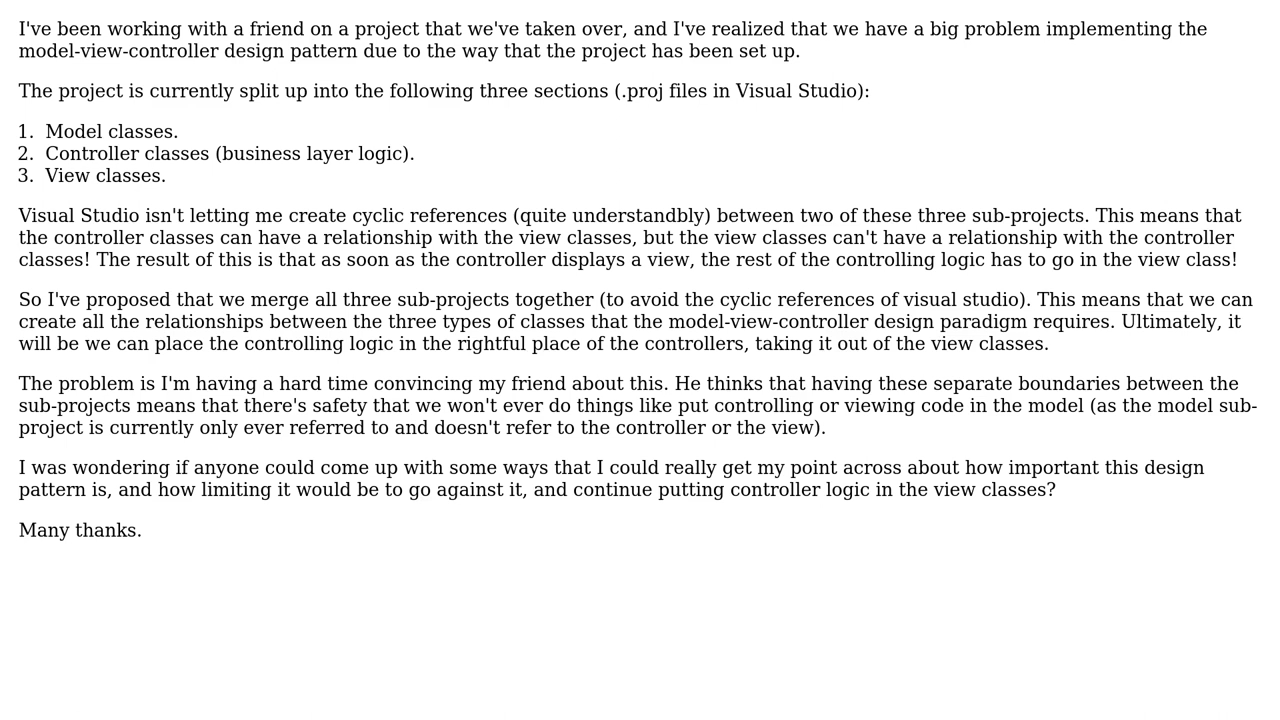 I've been working with a friend on a project that we've taken over, and I've realized that we have a big problem implementing the
model-view-controller design pattern due to the way that the project has been set up.
The project is currently split up into the following three sections (.proj files in Visual Studio):
1. Model classes.
2. Controller classes (business layer logic).
3. View classes.
Visual Studio isn't letting me create cyclic references (quite understandbly) between two of these three sub-projects. This means that
the controller classes can have a relationship with the view classes, but the view classes can't have a relationship with the controller
classes! The result of this is that as soon as the controller displays a view, the rest of the controlling logic has to go in the view class!
So I've proposed that we merge all three sub-projects together (to avoid the cyclic references of visual studio). This means that we can
create all the relationships between the three types of classes that the model-view-controller design paradigm requires. Ultimately, it
will be we can place the controlling logic in the rightful place of the controllers, taking it out of the view classes.
The problem is I'm having a hard time convincing my friend about this. He thinks that having these separate boundaries between the
sub-projects means that there's safety that we won't ever do things like put controlling or viewing code in the model (as the model sub-
project is currently only ever referred to and doesn't refer to the controller or the view).
I was wondering if anyone could come up with some ways that I could really get my point across about how important this design
pattern is, and how limiting it would be to go against it, and continue putting controller logic in the view classes?
Many thanks.